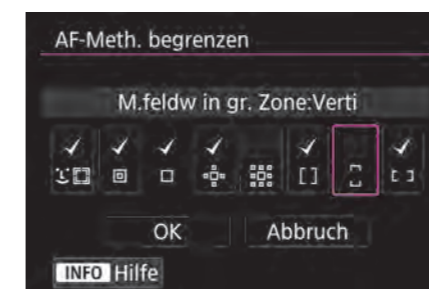 AF-Meth. begrenzen
M.feldw in gr. Zone:Verti
OK Abbruch
INFO Hilfe